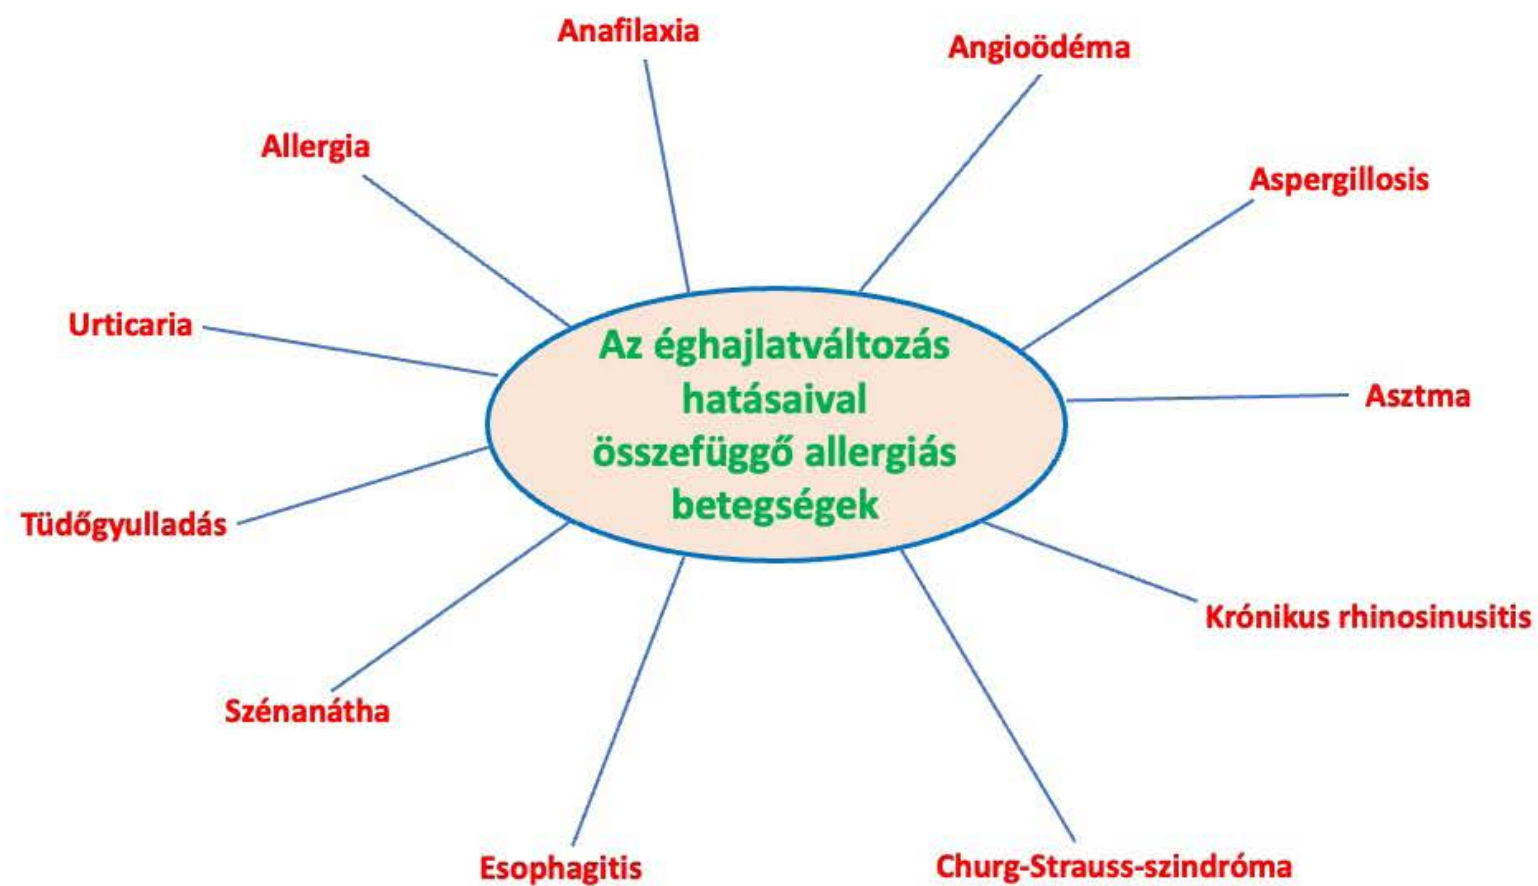 Anafilaxia
Angioödéma
Allergia
Aspergillosis
Urticaria
Az éghajlatváltozás
hatásaival
összefüggő allergiás
betegségek
Asztma
Tüdőgyulladás
Krónikus rhinosinusitis
Szénanátha
Esophagitis
Churg-Strauss-szindróma